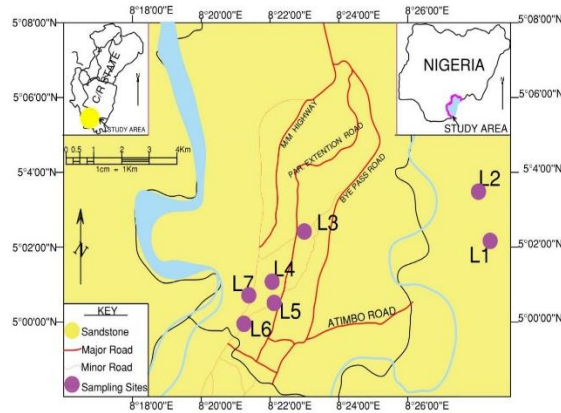 8°18'00"E 8°20'00"E 8°22'00"E 8°24'00"E 8°26'00"E
5°08'00"N
5°08'00"N
C/R STATE
N
STUDY AREA
NIGERIA
N
STUDY AREA
5°06'00"N
5°06'00"N
0 0.5 1 2 3 4Km
1cm = 1Km
M/M HIGHWAY
PAR EXTENTION ROAD
BYE PASS ROAD
5°4'00"N
5°4'00"N
L2
L3
L1
N
5°02'00"N
5°02'00"N
L4
L7
L5
L6
ATIMBO ROAD
5°00'00"N
5°00'00"N
KEY
Sandstone
Major Road
Minor Road
Sampling Sites
8°18'00"E 8°20'00"E 8°22'00"E 8°24'00"E 8°26'00"E